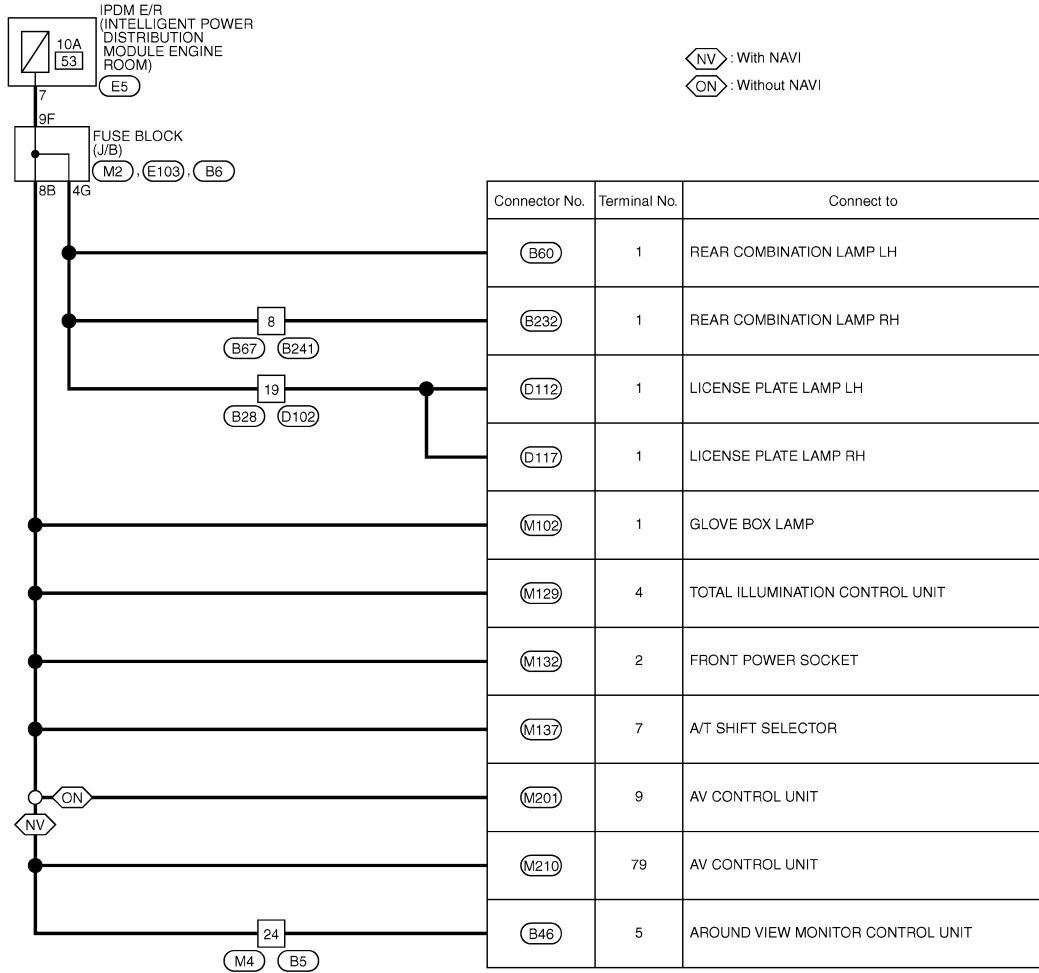 IPDM E/R
(INTELLIGENT POWER
DISTRIBUTION
MODULE ENGINE
ROOM)
10A
53
E5
7
9F
FUSE BLOCK
(J/B)
M2 , E103 , B6
8B 4G
NV : With NAVI
ON : Without NAVI
Connector No. Terminal No. Connect to
B60 1 REAR COMBINATION LAMP LH
8 B232 1 REAR COMBINATION LAMP RH
B67 B241
19 D112 1 LICENSE PLATE LAMP LH
B28 D102
D117 1 LICENSE PLATE LAMP RH
M102 1 GLOVE BOX LAMP
M129 4 TOTAL ILLUMINATION CONTROL UNIT
M132 2 FRONT POWER SOCKET
M137 7 A/T SHIFT SELECTOR
ON M201 9 AV CONTROL UNIT
NV
M210 79 AV CONTROL UNIT
24 B46 5 AROUND VIEW MONITOR CONTROL UNIT
M4 B5